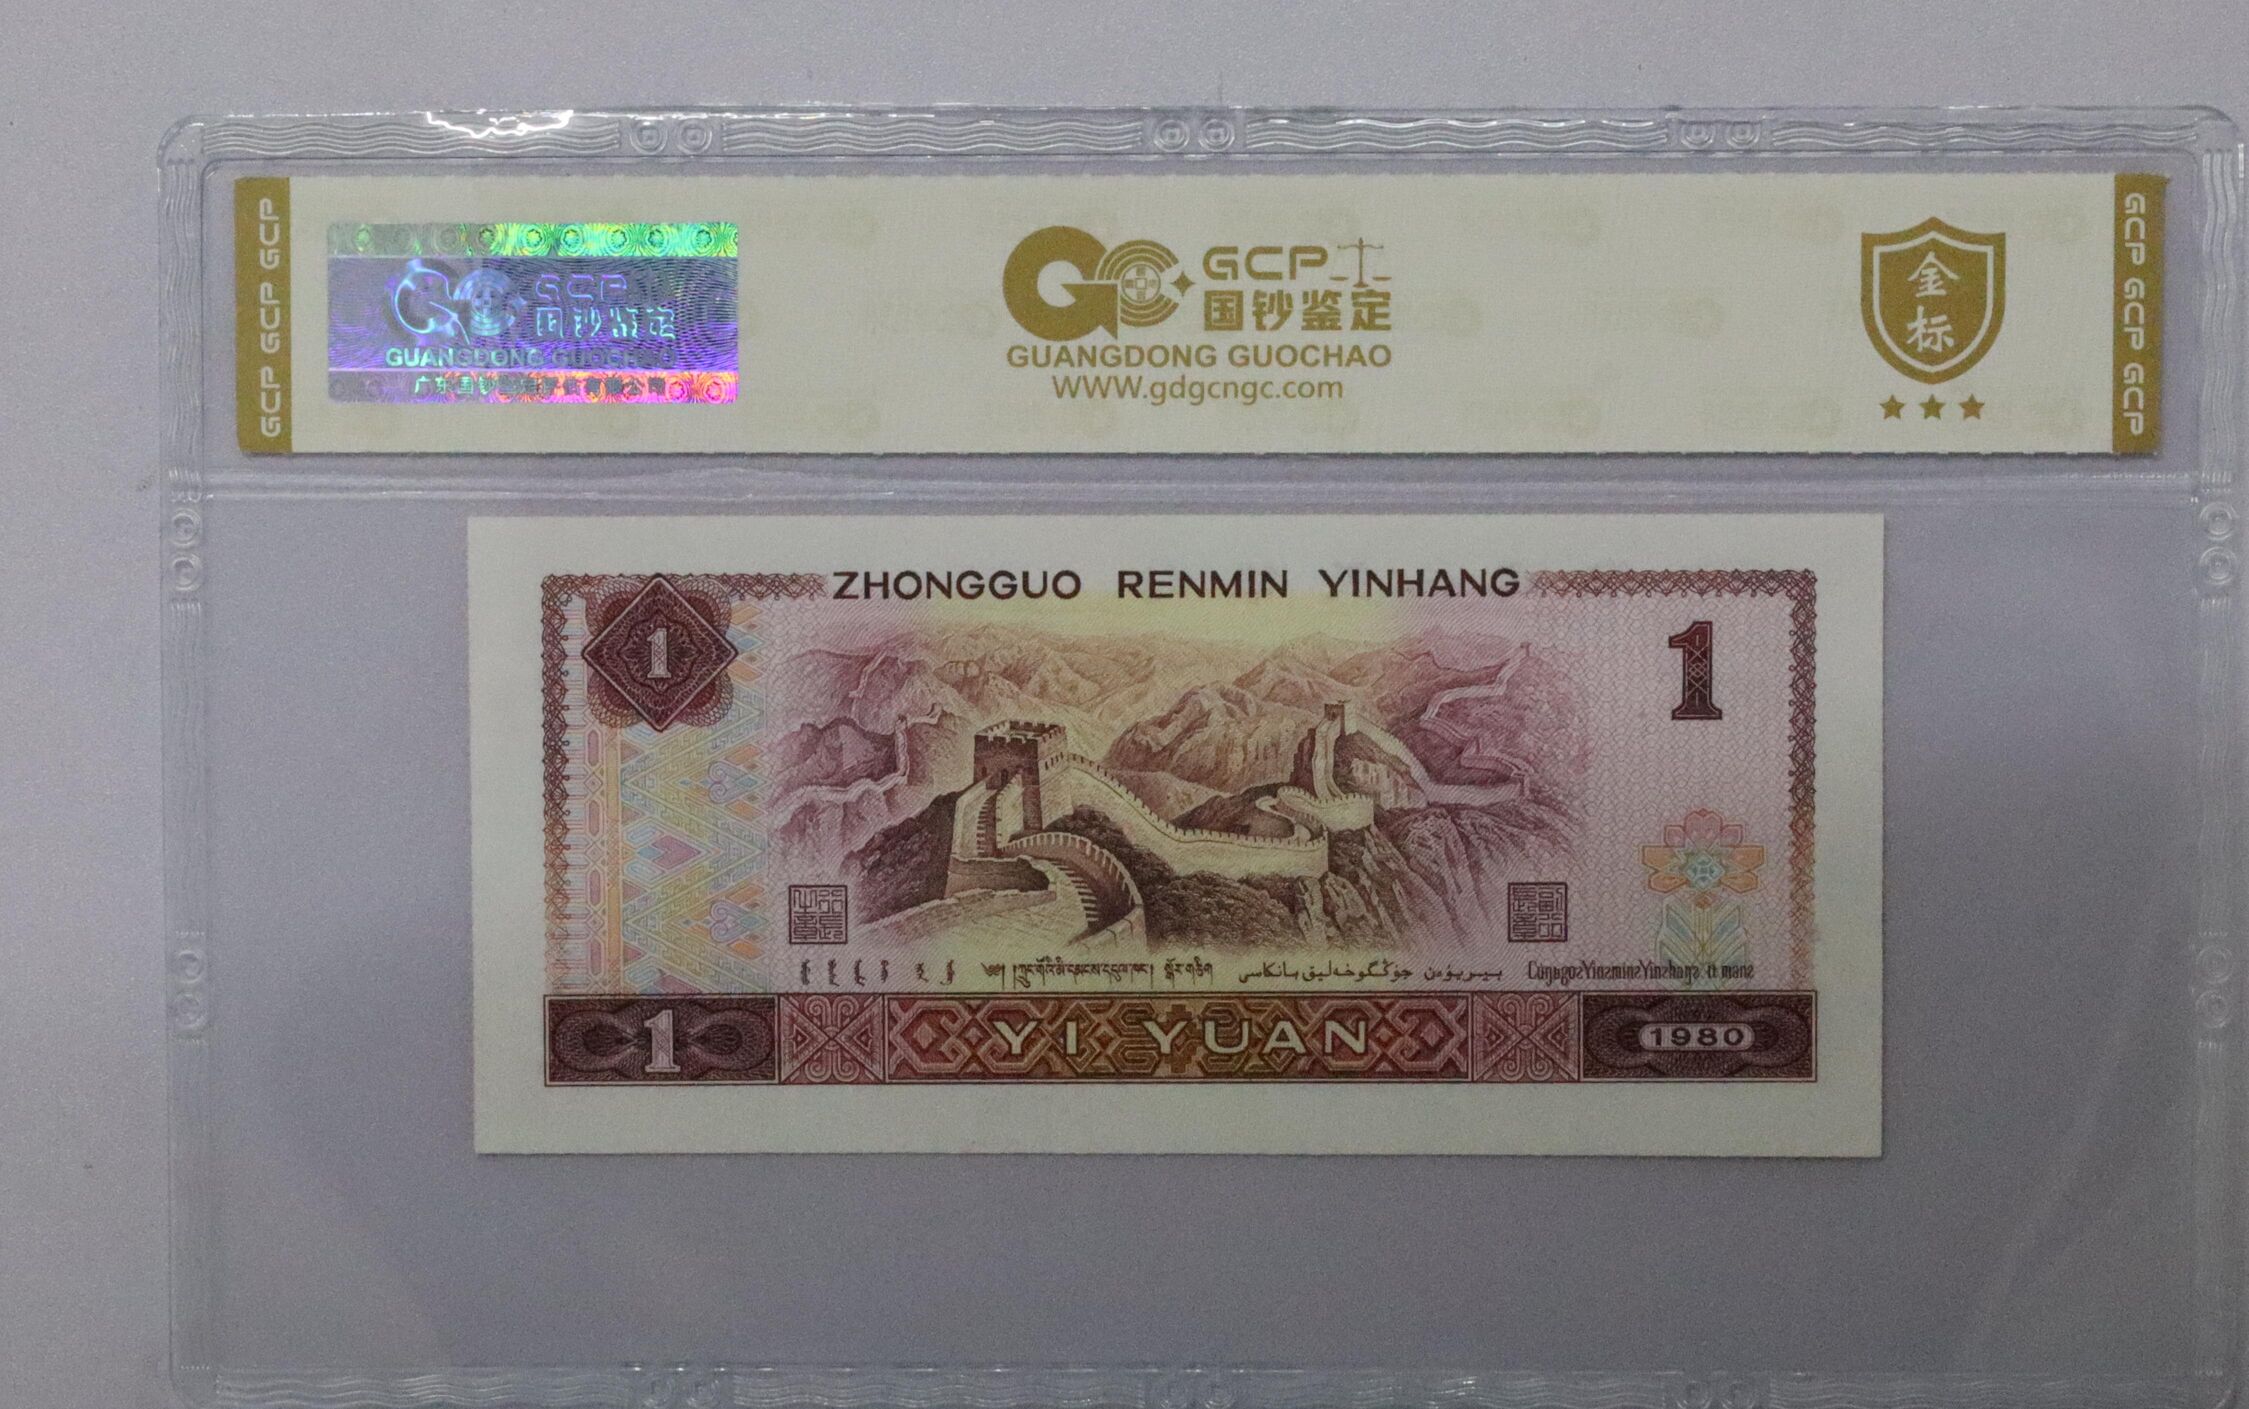 GCP GCP GCP
GCP
国钞鉴定
GUANGDONG GUOCHAO
GCP
国钞鉴定
GUANGDONG GUOCHAO
WWW.gdgcngc.com
金标
GCP GCP GCP GCP
ZHONGGUO RENMIN YINHANG
1
1
YI YUAN
1
1980